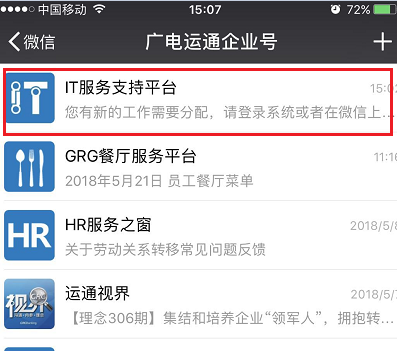 中国移动 15:07 72%
微信 广电运通企业号
IT服务支持平台 15:02
您有新的工作需要分配，请登录系统或者在微信上...
GRG餐厅服务平台 11:16
2018年5月21日 员工餐厅菜单
HR HR服务之窗 2018/5/8
关于劳动关系转移常见问题反馈
视界 运通视界 2018/5/7
【理念306期】集结和培养企业“领军人”，拥抱转...